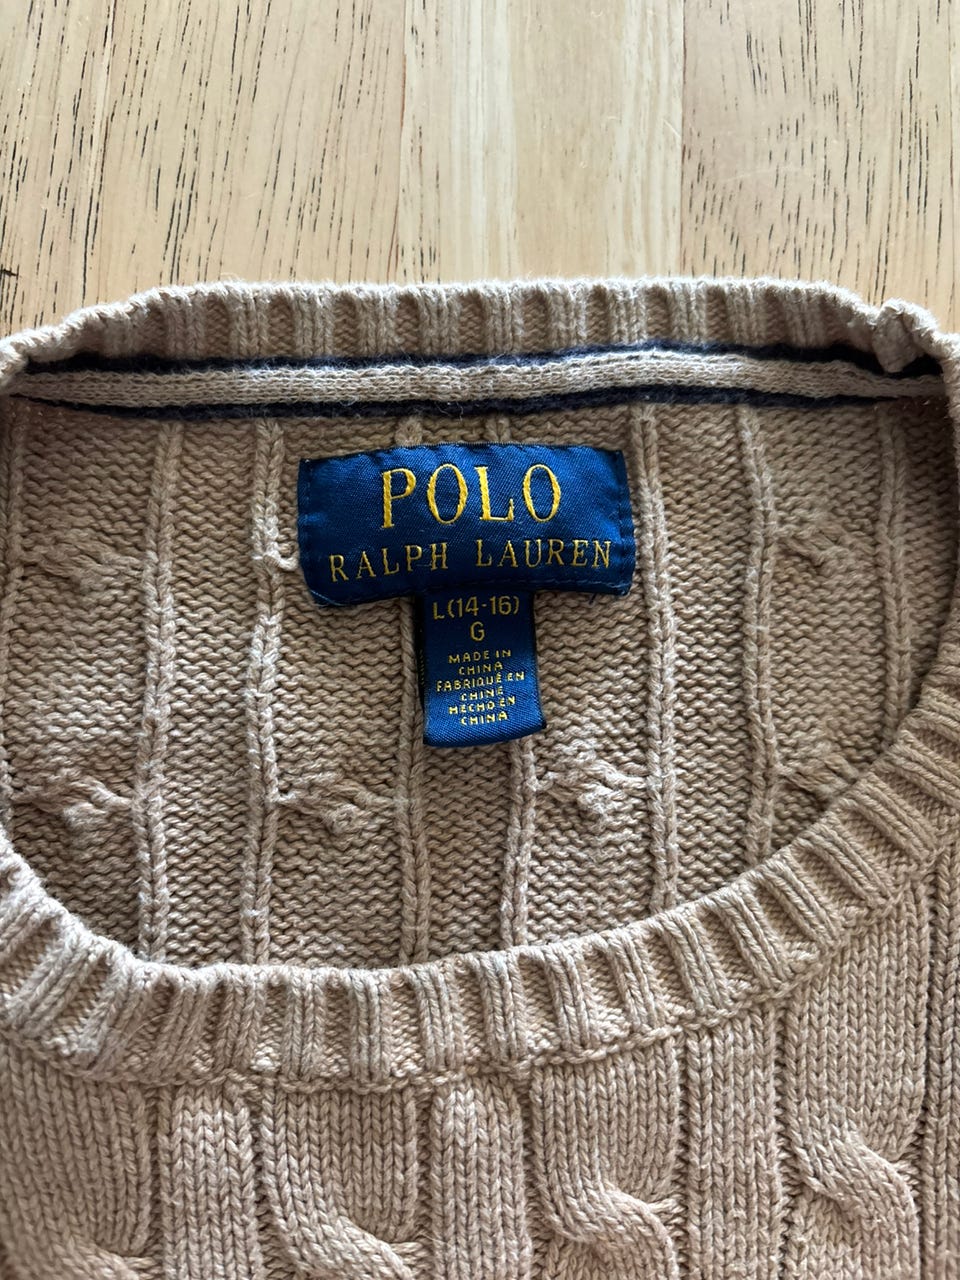 POLO
RALPH LAUREN
L(14-16)
G
MADE IN
CHINA
FABRIQUÉ EN
CHINE
HECHO EN
CHINA